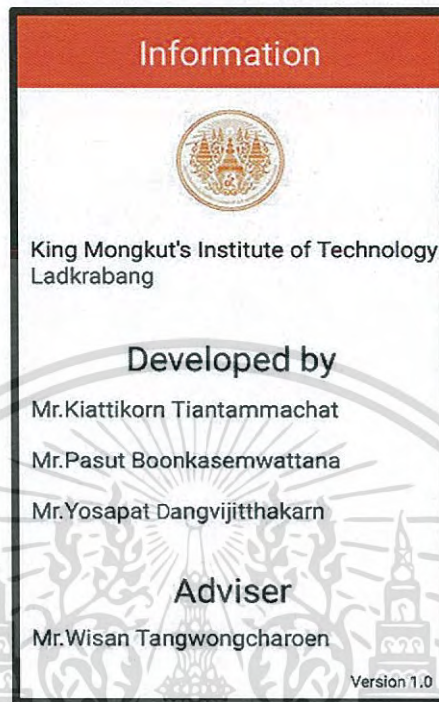 Information
King Mongkut's Institute of Technology
Ladkrabang
Developed by
Mr.Kiattikorn Tiantammachat
Mr.Pasut Boonkasemwattana
Mr.Yosapat Dangvijitthakarn
Adviser
Mr.Wisan Tangwongcharoen
Version 1.0